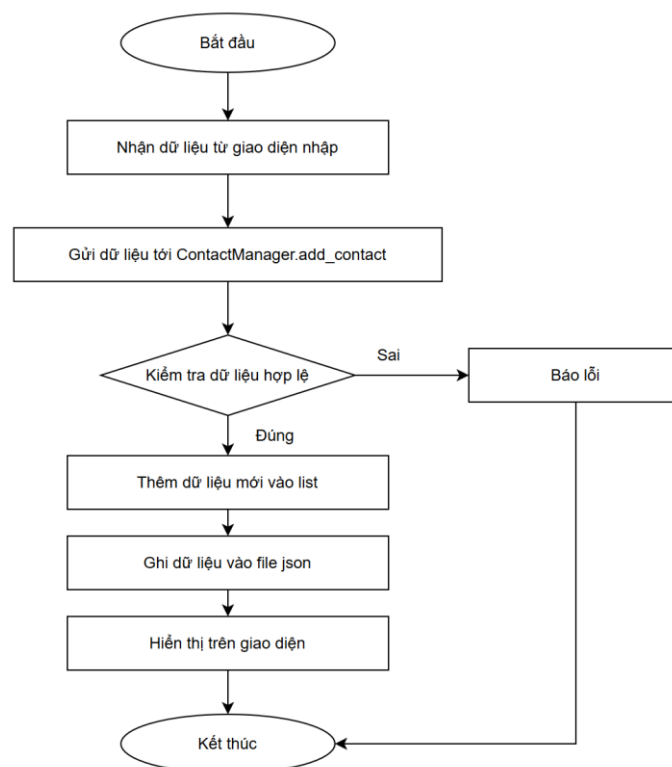 Bắt đầu
Nhận dữ liệu từ giao diện nhập
Gửi dữ liệu tới ContactManager.add_contact
Kiểm tra dữ liệu hợp lệ
Sai
Báo lỗi
Đúng
Thêm dữ liệu mới vào list
Ghi dữ liệu vào file json
Hiển thị trên giao diện
Kết thúc